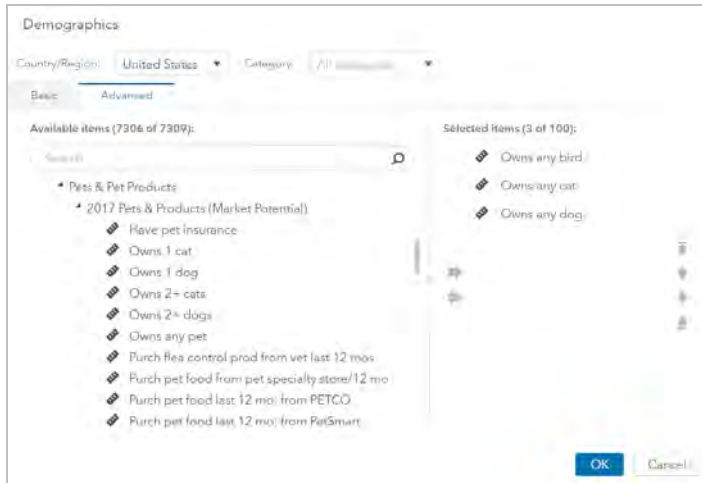 Demographics
Country/Region: United States Category: All
Basic Advanced
Available items (7306 of 7309):
Search
Pets & Pet Products
2017 Pets & Products (Market Potential)
Have pet insurance
Owns 1 cat
Owns 1 dog
Owns 2+ cats
Owns 2+ dogs
Owns any pet
Purch flea control prod from vet last 12 mos
Purch pet food from pet specialty store/12 mo
Purch pet food last 12 mo: from PETCO
Purch pet food last 12 mo: from PetSmart
Selected items (3 of 100):
Owns any bird
Owns any cat
Owns any dog
OK Cancel